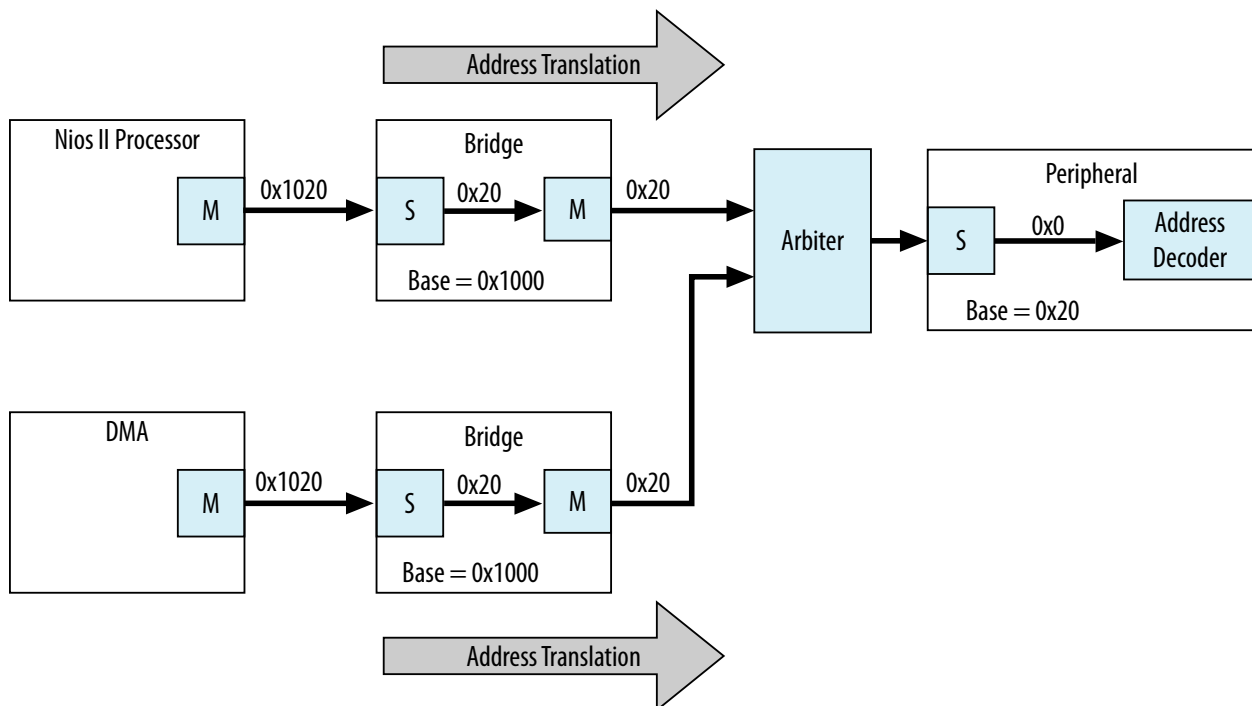 Address Translation
Nios II Processor
M
0x1020
Bridge
S
0x20
M
Base = 0x1000
0x20
Arbiter
Peripheral
S
0x0
Address
Decoder
Base = 0x20
DMA
M
0x1020
Bridge
S
0x20
M
Base = 0x1000
0x20
Address Translation